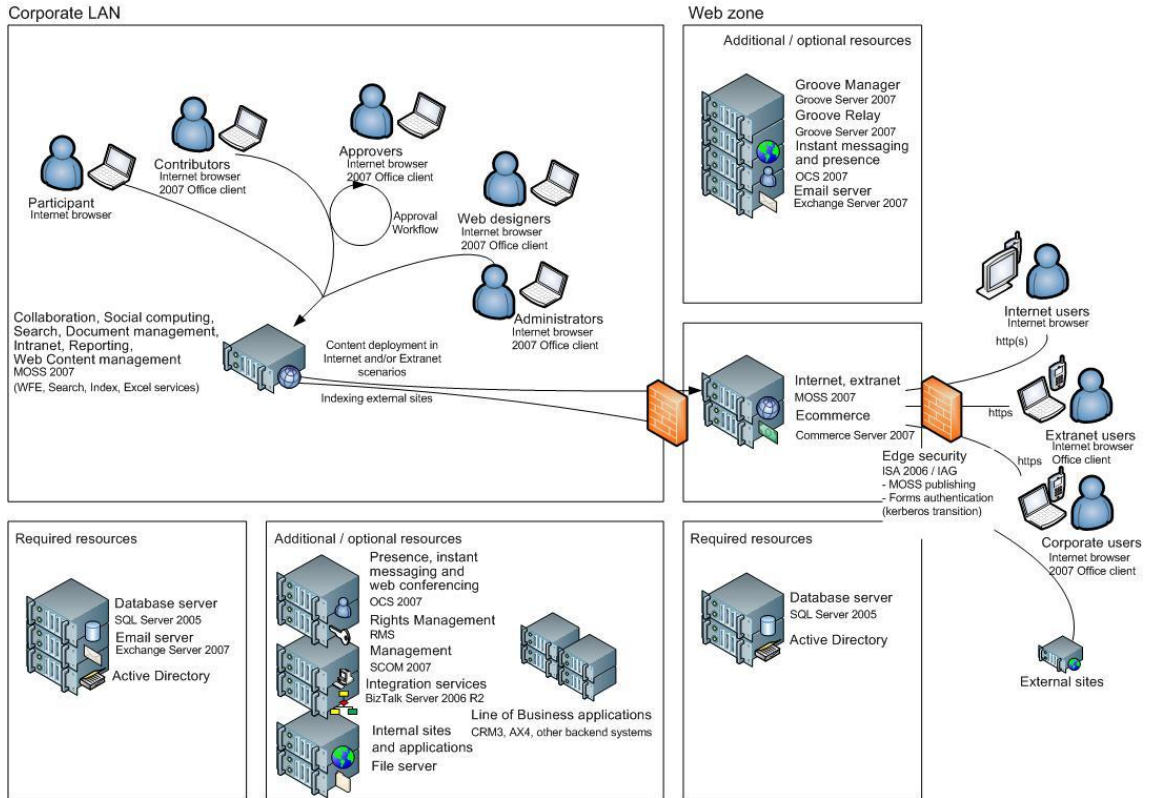 Corporate LAN
Participant
Internet browser
Contributors
Internet browser
2007 Office client
Approvers
Internet browser
2007 Office client
Approval
Workflow
Web designers
Internet browser
2007 Office client
Administrators
Internet browser
2007 Office client
Collaboration, Social computing,
Search, Document management,
Intranet, Reporting,
Web Content management
MOSS 2007
(WFE, Search, Index, Excel services)
Content deployment in
Internet and/or Extranet
scenarios
Indexing external sites
Web zone
Additional / optional resources
Groove Manager
Groove Server 2007
Groove Relay
Groove Server 2007
Instant messaging
and presence
OCS 2007
Email server
Exchange Server 2007
Internet, extranet
MOSS 2007
Ecommerce
Commerce Server 2007
Edge security
ISA 2006 / IAG
- MOSS publishing
- Forms authentication
(kerberos transition)
Internet users
Internet browser
http(s)
https
Extranet users
Internet browser
Office client
https
Corporate users
Internet browser
2007 Office client
External sites
Required resources
Database server
SQL Server 2005
Email server
Exchange Server 2007
Active Directory
Additional / optional resources
Presence, instant
messaging and
web conferencing
OCS 2007
Rights Management
RMS
Management
SCOM 2007
Integration services
BizTalk Server 2006 R2
Internal sites
and applications
File server
Line of Business applications
CRM3, AX4, other backend systems
Required resources
Database server
SQL Server 2005
Active Directory